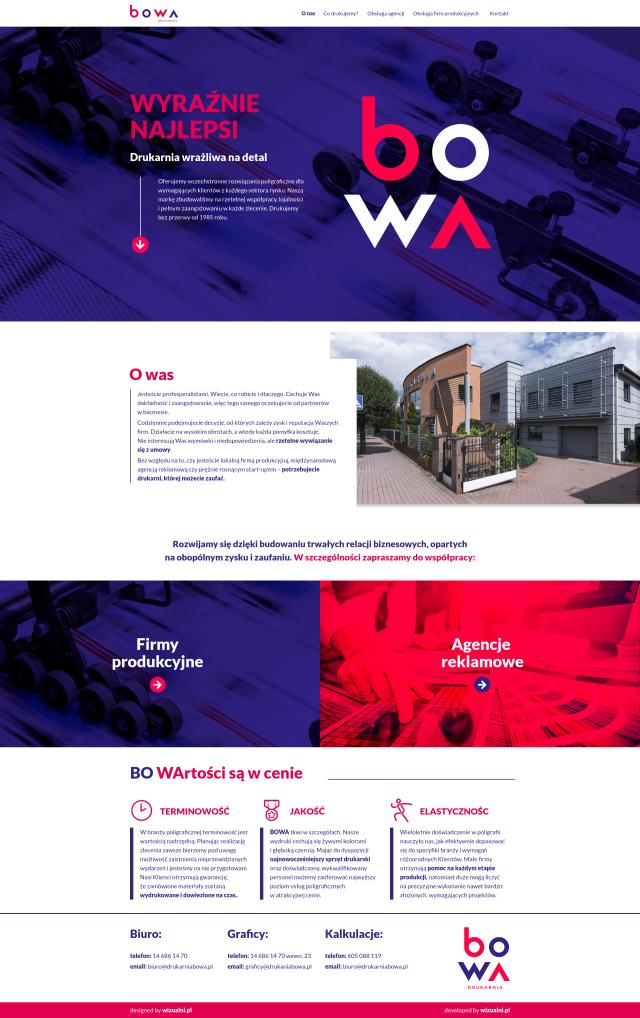 bowA
DRUKARNIA
O nas
Co drukujemy?
Obsługa agencji
Obsługa firm produkcyjnych
Kontakt
WYRAŹNIE
NAJLEPSI
Drukarnia wrażliwa na detal
Oferujemy wszechstronne rozwiązania poligraficzne dla
wymagających klientów z każdego sektora rynku. Naszą
markę zbudowaliśmy na rzetelnej współpracy, lojalności
i pełnym zaangażowaniu w każde zlecenie. Drukujemy
bez przerwy od 1985 roku.
bo
WA
O was
Jesteście profesjonalistami. Wiecie, co robicie i dlaczego. Cechuje Was
dokładność i zaangażowanie, więc tego samego oczekujecie od partnerów
w biznesie.
Codziennie podejmujecie decyzje, od których zależy zysk i reputacja Waszych
firm. Działacie na wysokim obrotach, a wtedy każda pomyłka kosztuje.
Nie interesują Was wymówki i niedopowiedzenia, ale rzetelne wywiązanie
się z umowy.
Bez względu na to, czy jesteście lokalną firmą produkcyjną, międzynarodową
agencją reklamową czy prężnie rosnącym start-up'em – potrzebujecie
drukarni, której możecie zaufać.
Rozwijamy się dzięki budowaniu trwałych relacji biznesowych, opartych
na obopólnym zysku i zaufaniu. W szczególności zapraszamy do współpracy:
Firmy
produkcyjne
Agencje
reklamowe
BO WArtości są w cenie
TERMINOWOŚĆ
W branży poligraficznej terminowość jest
wartością nadrzędną. Planując realizację
zlecenia zawsze bierzemy pod uwagę
możliwość zaistnienia nieprzewidzianych
wydarzeń i jesteśmy na nie przygotowani.
Nasi Klienci otrzymują gwarancję,
że zamówione materiały zostaną
wydrukowane i dowiezione na czas.
JAKOŚĆ
BOWA tkwi w szczegółach. Nasze
wydruki cechują się żywymi kolorami
i głęboką czernią. Mając do dyspozycji
najnowocześniejszy sprzęt drukarski
oraz doświadczony, wykwalifikowany
personel możemy zaoferować najwyższy
poziom usług poligraficznych
w atrakcyjnej cenie.
ELASTYCZNOŚC
Wieloletnie doświadczenie w poligrafii
nauczyło nas, jak efektywnie dopasować
się do specyfiki branży i wymagań
różnorodnych Klientów. Małe firmy
otrzymają pomoc na każdym etapie
produkcji, natomiast duże mogą liczyć
na precyzyjne wykonanie nawet bardzo
złożonych, wymagających projektów.
Biuro:
telefon: 14 686 14 70
email: biuro@drukarniabowa.pl
Graficy:
telefon: 14 686 14 70 wewn. 23
email: graficy@drukaniabowa.pl
Kalkulacje:
telefon: 605 088 119
email: biuro@drukarniabowa.pl
bo
WA
DRUKARNIA
designed by wizualni.pl
developed by wizualni.pl